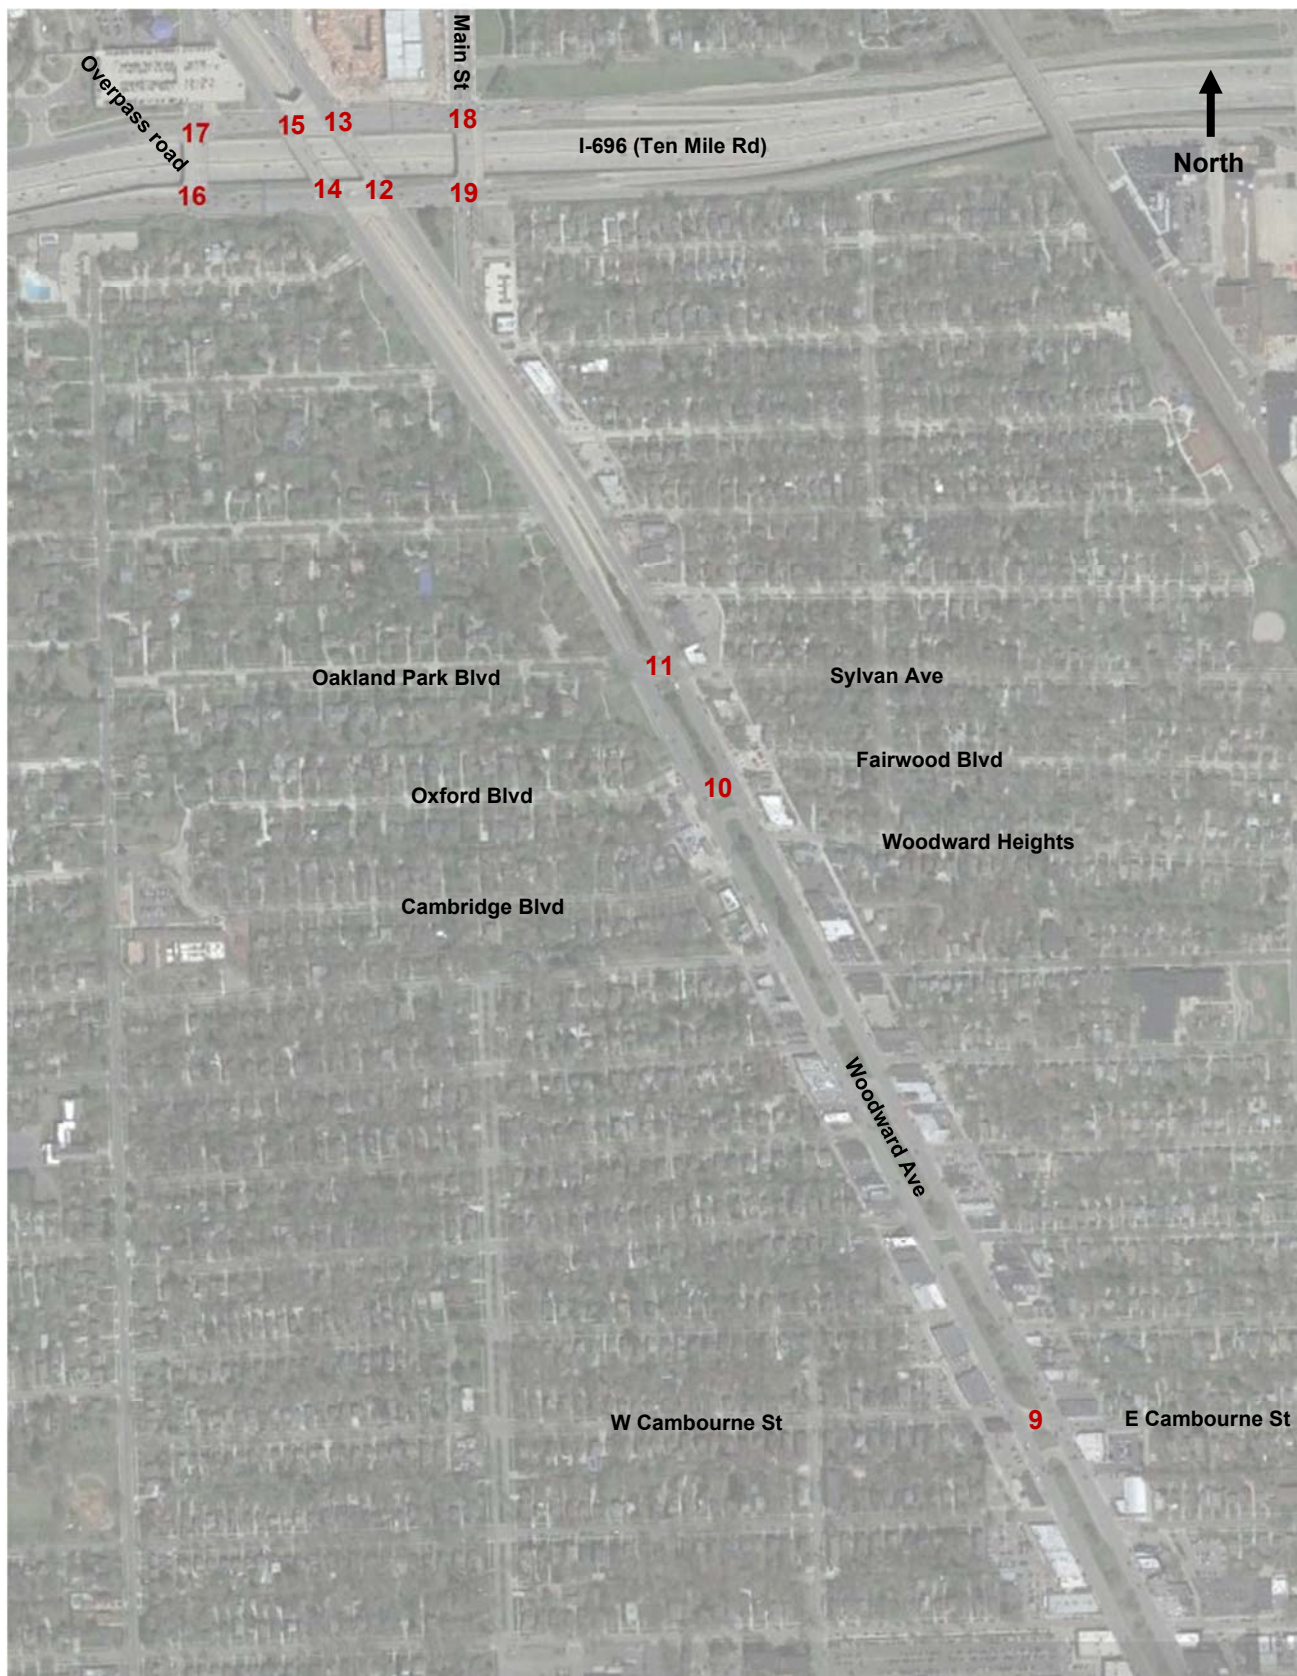 Main St
Overpass road
17
15
13
18
I-696 (Ten Mile Rd)
North
16
14
12
19
11
Oakland Park Blvd
Sylvan Ave
Fairwood Blvd
10
Oxford Blvd
Woodward Heights
Cambridge Blvd
Woodward Ave
9
W Cambourne St
E Cambourne St